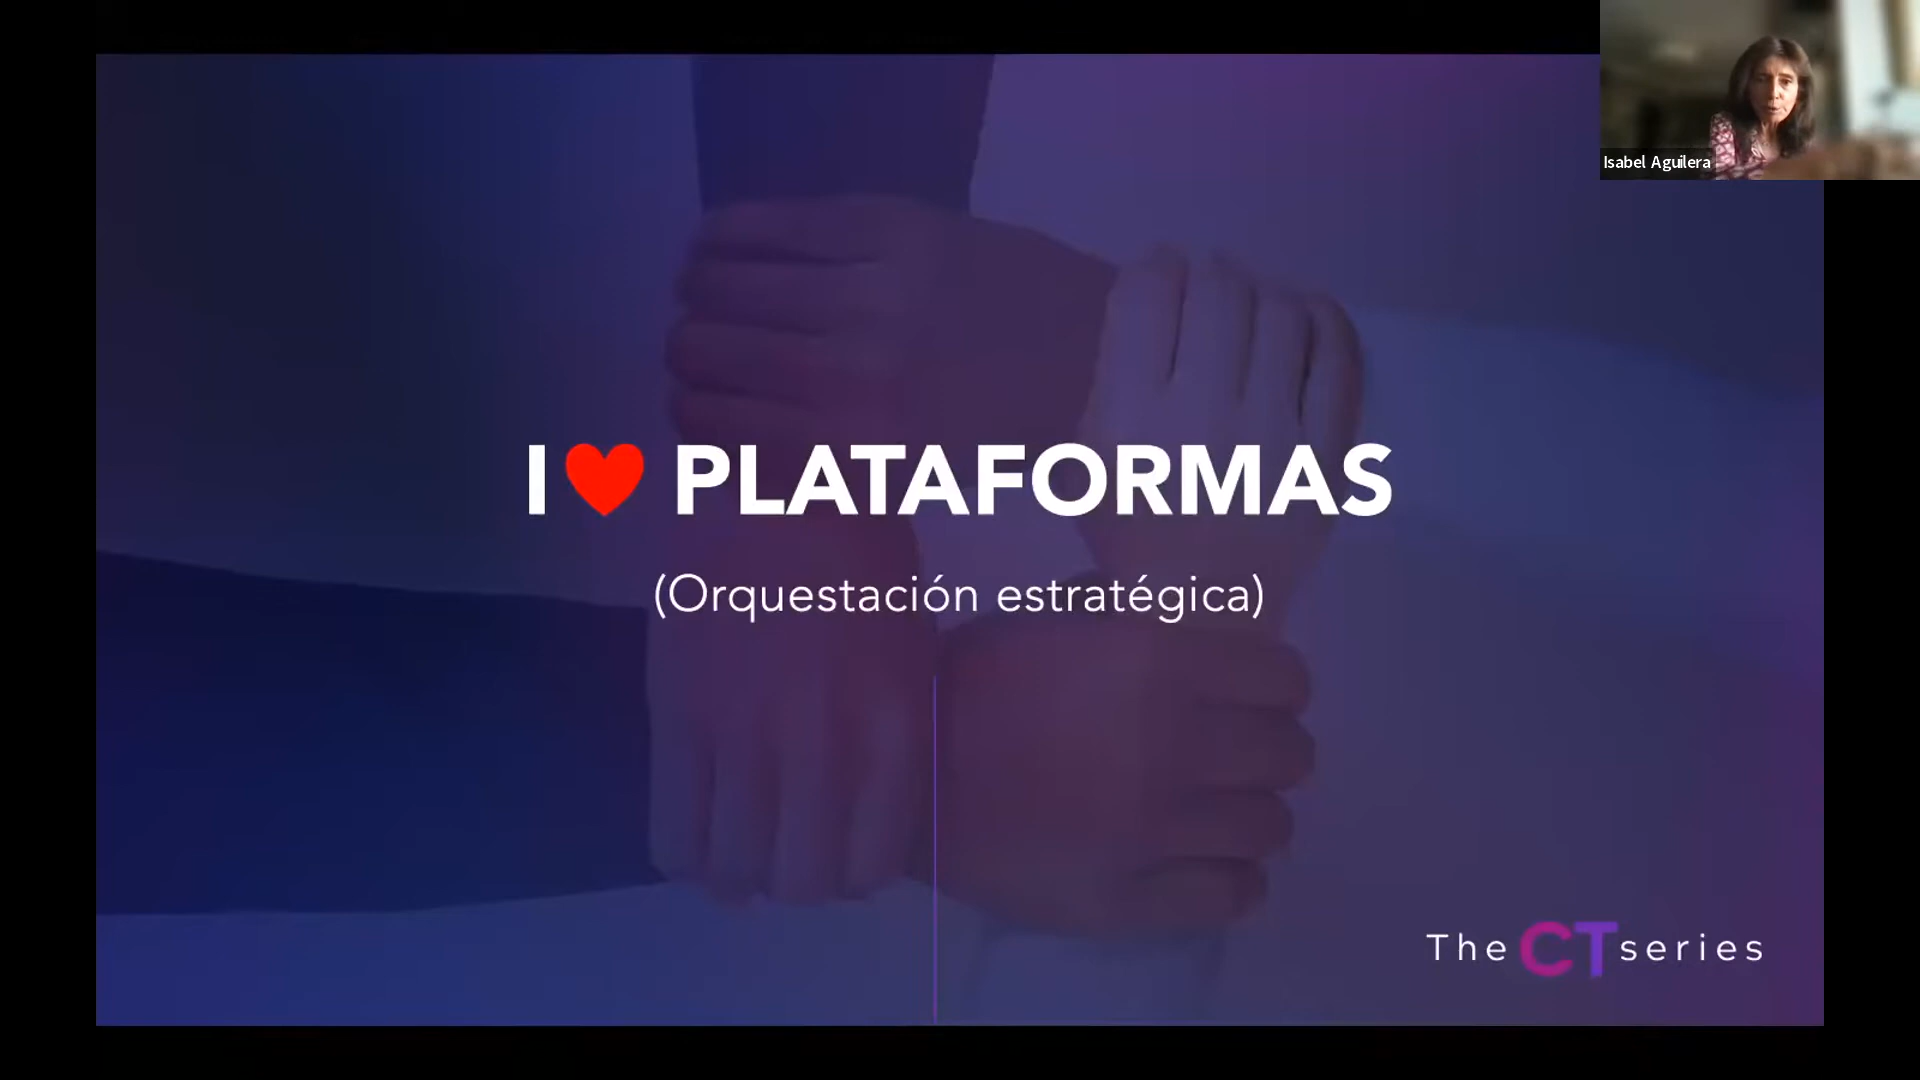 Isabel Aguilera
I ❤ PLATAFORMAS
(Orquestación estratégica)
The CT series